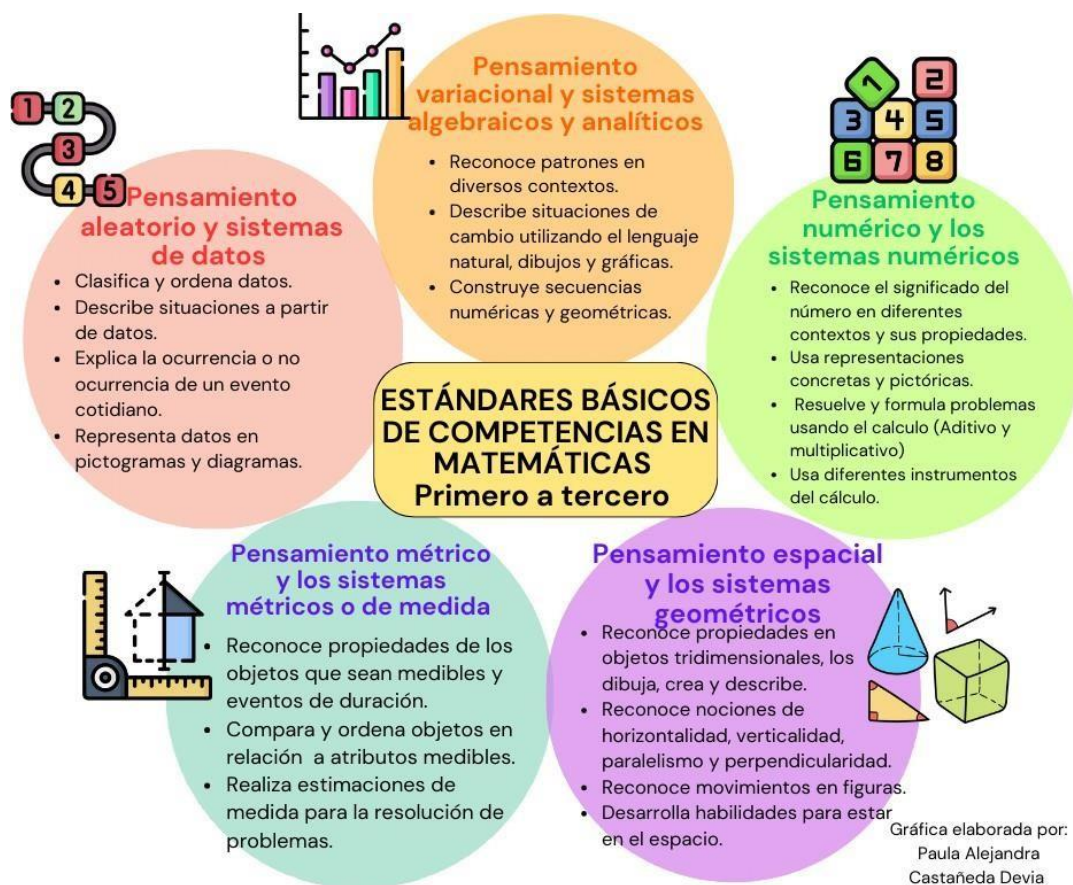 Pensamiento
variacional y sistemas
algebraicos y analíticos
• Reconoce patrones en
diversos contextos.
• Describe situaciones de
cambio utilizando el lenguaje
natural, dibujos y gráficas.
• Construye secuencias
numéricas y geométricas.
1 2
3
4 5
Pensamiento
aleatorio y sistemas
de datos
• Clasifica y ordena datos.
• Describe situaciones a partir
de datos.
• Explica la ocurrencia o no
ocurrencia de un evento
cotidiano.
• Representa datos en
pictogramas y diagramas.
1 2
3 4 5
6 7 8
Pensamiento
numérico y los
sistemas numéricos
• Reconoce el significado del
número en diferentes
contextos y sus propiedades.
• Usa representaciones
concretas y pictóricas.
• Resuelve y formula problemas
usando el calculo (Aditivo y
multiplicativo)
• Usa diferentes instrumentos
del cálculo.
ESTÁNDARES BÁSICOS
DE COMPETENCIAS EN
MATEMÁTICAS
Primero a tercero
Pensamiento métrico
y los sistemas
métricos o de medida
• Reconoce propiedades de los
objetos que sean medibles y
eventos de duración.
• Compara y ordena objetos en
relación a atributos medibles.
• Realiza estimaciones de
medida para la resolución de
problemas.
Pensamiento espacial
y los sistemas
geométricos
• Reconoce propiedades en
objetos tridimensionales, los
dibuja, crea y describe.
• Reconoce nociones de
horizontalidad, verticalidad,
paralelismo y perpendicularidad.
• Reconoce movimientos en figuras.
• Desarrolla habilidades para estar
en el espacio.
Gráfica elaborada por:
Paula Alejandra
Castañeda Devia